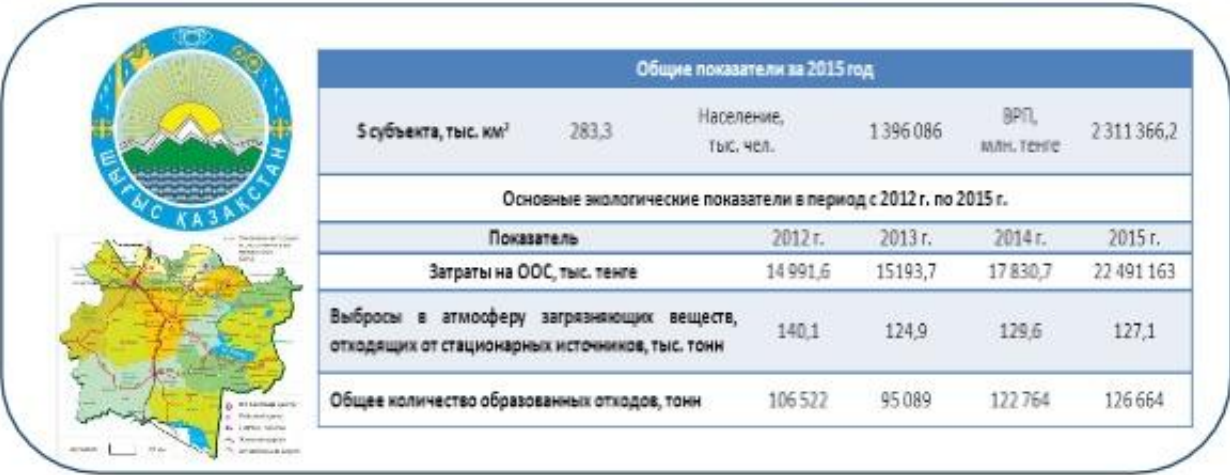 ШЫҒЫС ҚАЗАҚСТАН
Общие показатели за 2015 год
S субъекта, тыс. км² 283,3 Население, тыс. чел. 1 396 086 ВРП, млн. тенге 2 311 366,2
Основные экологические показатели в период с 2012 г. по 2015 г.
Показатель 2012 г. 2013 г. 2014 г. 2015 г.
Затраты на ООС, тыс. тенге 14 991,6 15193,7 17 830,7 22 491 163
Выбросы в атмосферу загрязняющих веществ,
отходящих от стационарных источников, тыс. тонн 140,1 124,9 129,6 127,1
Общее количество образованных отходов, тонн 106 522 95 089 122 764 126 664